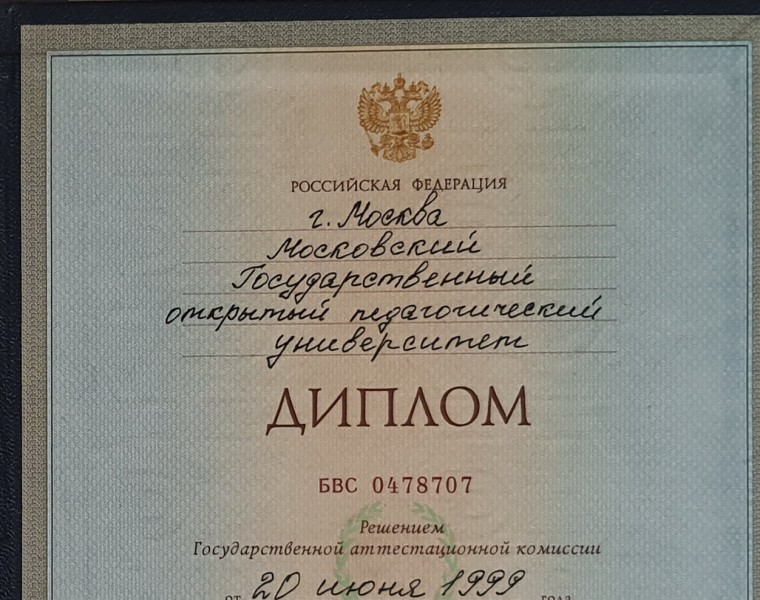 РОССИЙСКАЯ ФЕДЕРАЦИЯ
г. Москва
Московский
Государственный
открытый педагогический
университет
ДИПЛОМ
БВС 0478707
Решением
Государственной аттестационной комиссии
от 20 июня 1999 года